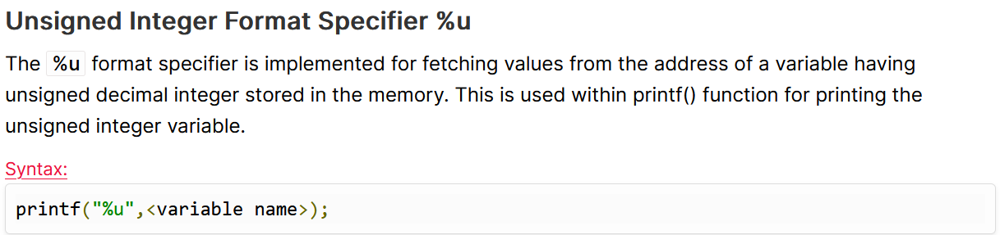 Unsigned Integer Format Specifier %u
The %u format specifier is implemented for fetching values from the address of a variable having
unsigned decimal integer stored in the memory. This is used within printf() function for printing the
unsigned integer variable.
Syntax:
printf("%u",<variable name>);